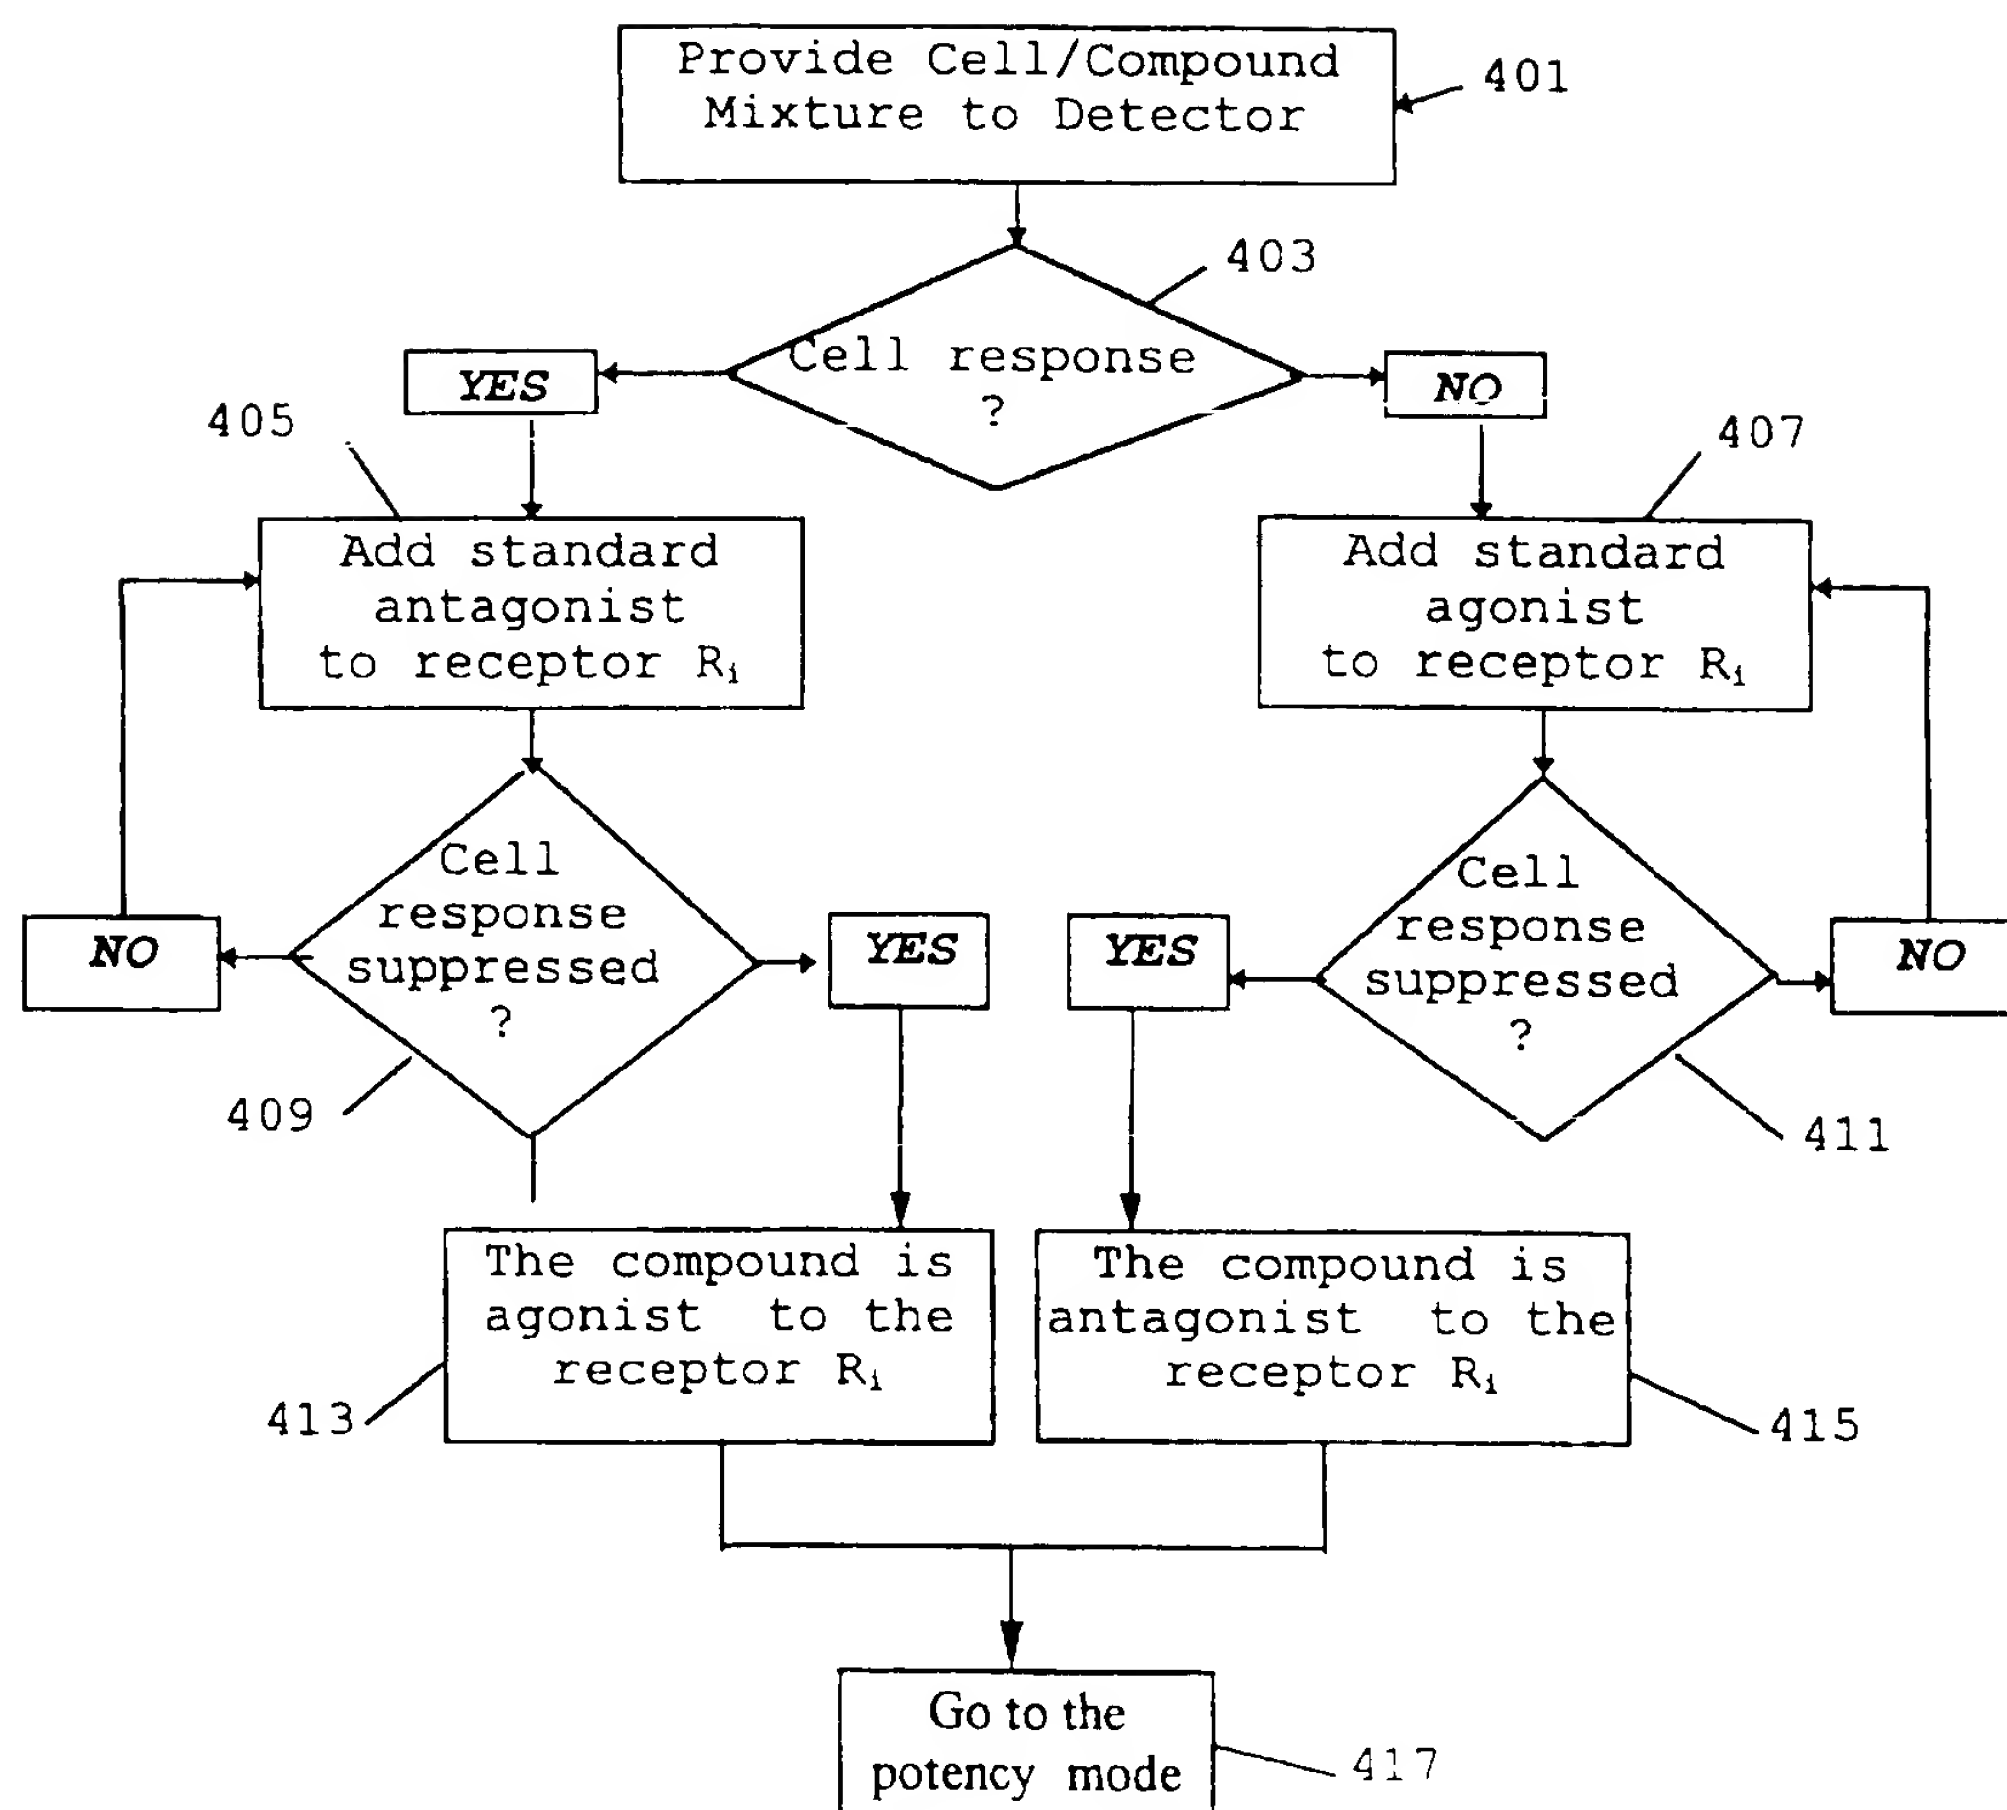 Provide Cell/Compound
Mixture to Detector
401
403
Cell response
?
YES
NO
405
407
Add standard
antagonist
to receptor Ri
Add standard
agonist
to receptor Ri
Cell
response
suppressed
?
NO
YES
409
Cell
response
suppressed
?
YES
NO
411
The compound is
agonist to the
receptor Ri
413
The compound is
antagonist to the
receptor Ri
415
Go to the
potency mode
417